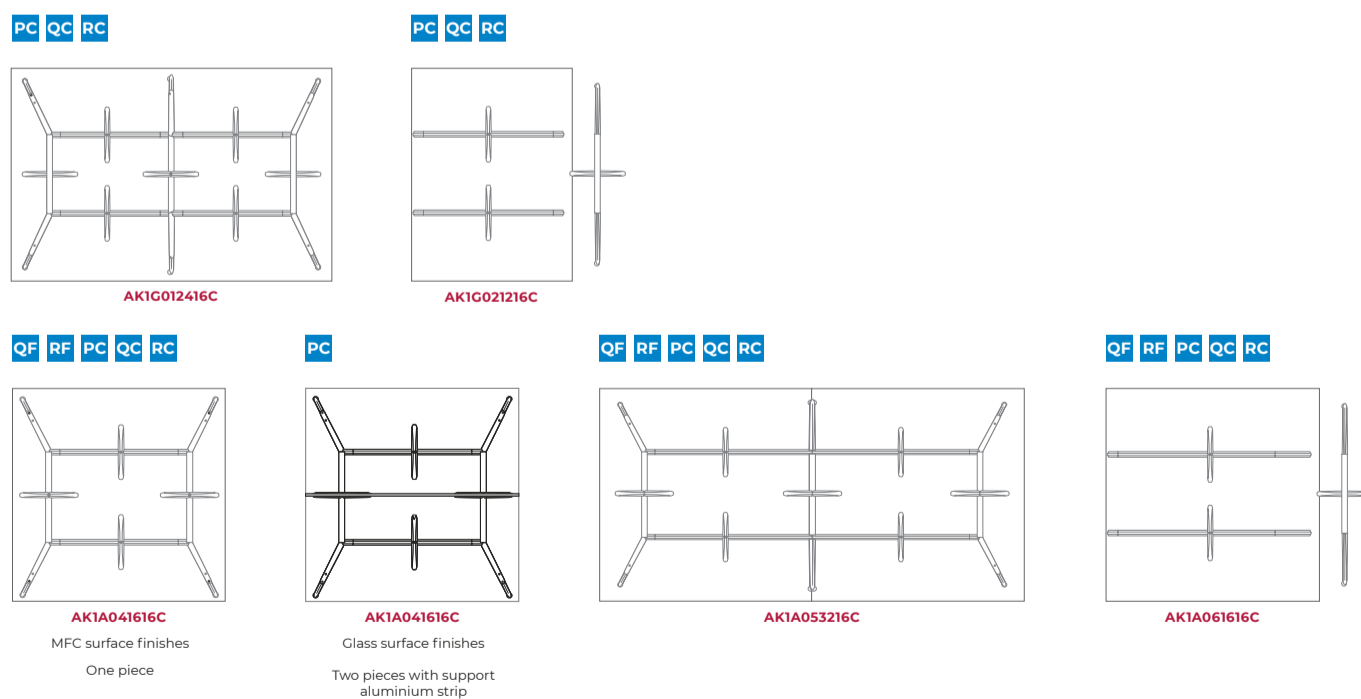 PC QC RC
PC QC RC
AK1G012416C
AK1G021216C
QF RF PC QC RC
PC
QF RF PC QC RC
QF RF PC QC RC
AK1A041616C
MFC surface finishes
One piece
AK1A041616C
Glass surface finishes
Two pieces with support
aluminium strip
AK1A053216C
AK1A061616C